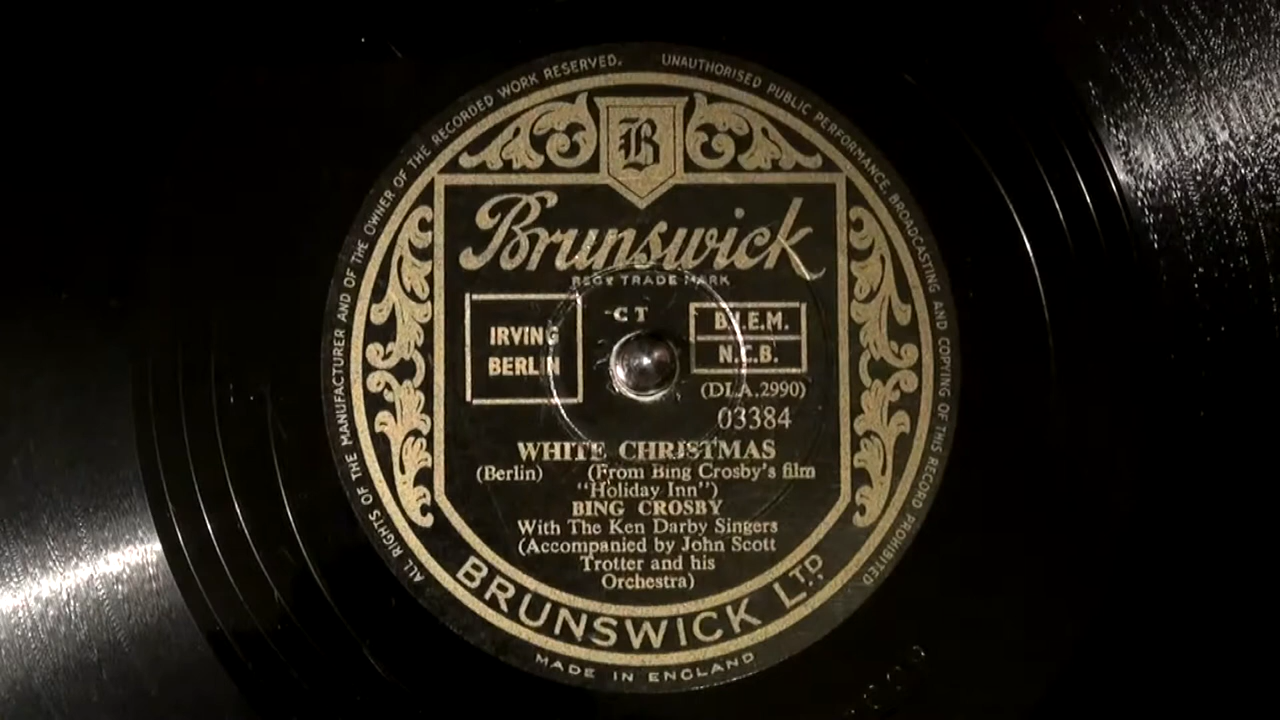 ALL RIGHTS OF THE MANUFACTURER AND OF THE OWNER OF THE RECORDED WORK RESERVED. UNAUTHORISED PUBLIC PERFORMANCE, BROADCASTING AND COPYING OF THIS RECORD PROHIBITED
B
Brunswick
REGD TRADE MARK
CT
IRVING
BERLIN
B.I.E.M.
N.C.B.
(DLA.2990)
03384
WHITE CHRISTMAS
(Berlin) (From Bing Crosby's film
"Holiday Inn")
BING CROSBY
With The Ken Darby Singers
(Accompanied by John Scott
Trotter and his
Orchestra)
BRUNSWICK LTD.
MADE IN ENGLAND